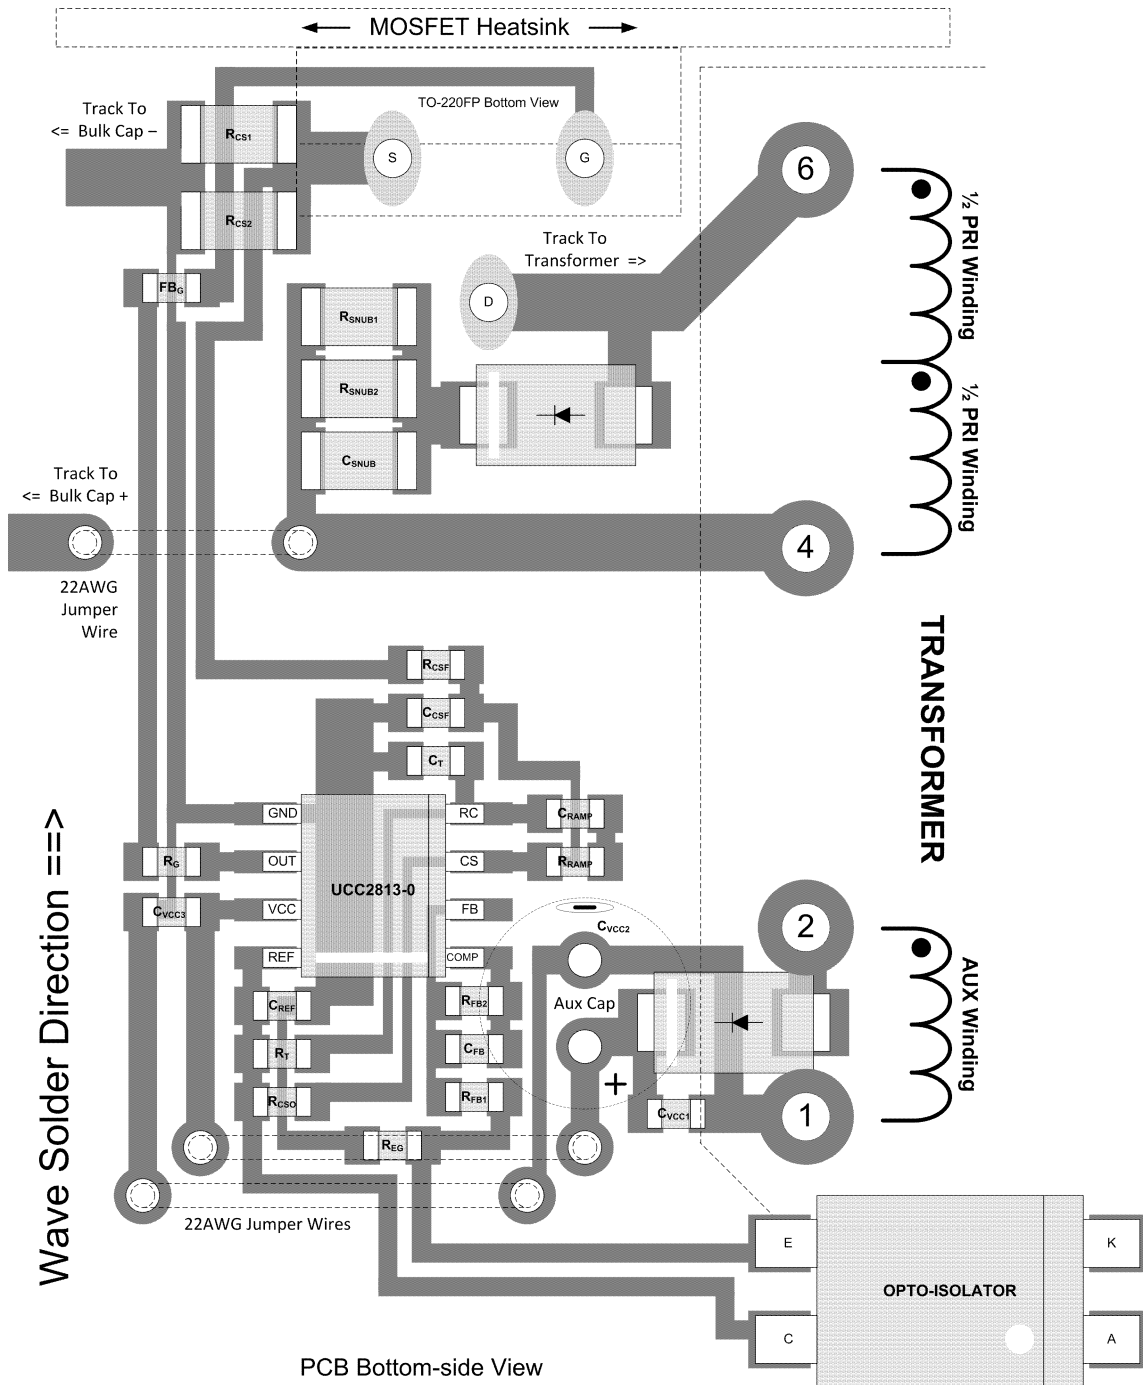 MOSFET Heatsink
TO-220FP Bottom View
Track To
<= Bulk Cap –
RCS1
S
G
6
RCS2
½ PRI Winding
Track To
Transformer =>
FBG
D
RSNUB1
RSNUB2
½ PRI Winding
CSNUB
Track To
<= Bulk Cap +
4
22AWG
Jumper
Wire
TRANSFORMER
RCSF
CCSF
CT
GND
RC
CRAMP
Wave Solder Direction ==>
RG
OUT
CS
RRAMP
UCC2813-0
CVCC3
VCC
FB
CVCC2
2
REF
COMP
AUX Winding
CREF
RFB2
Aux Cap
RT
CFB
+
RCSO
RFB1
CVCC1
1
REG
22AWG Jumper Wires
E
K
OPTO-ISOLATOR
C
A
PCB Bottom-side View